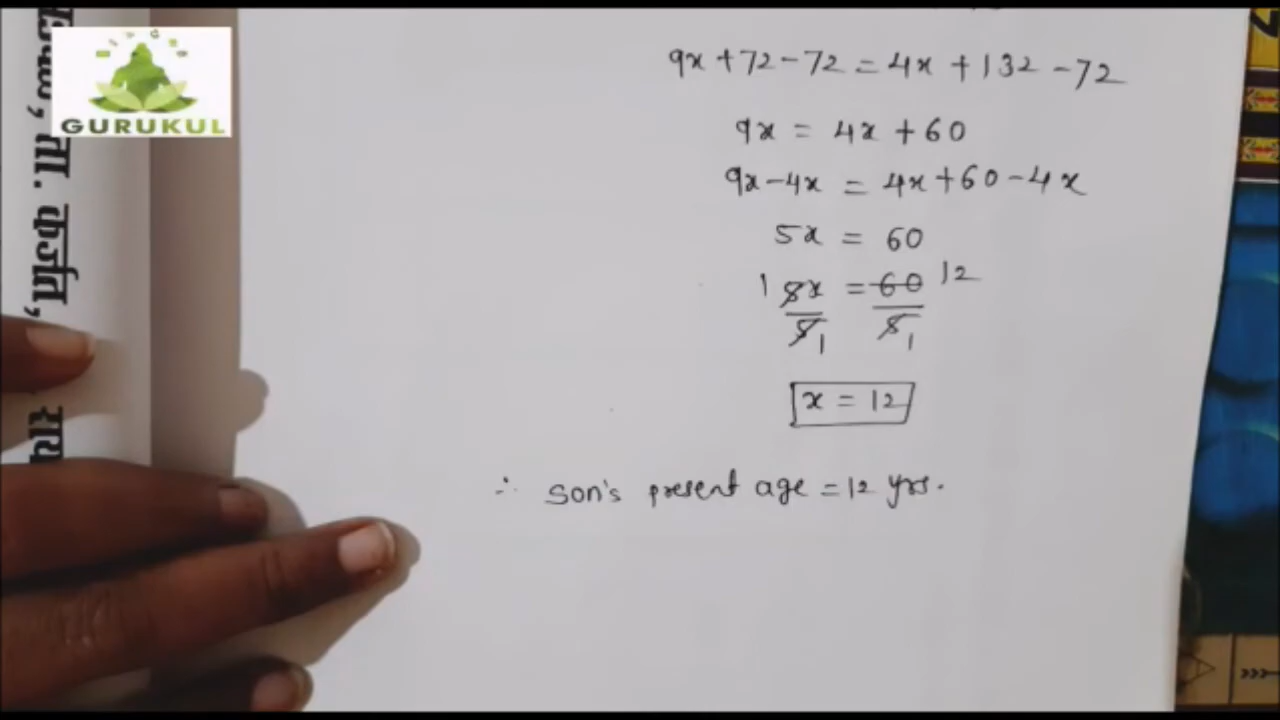 GURUKUL
9x + 72 - 72 = 4x + 132 - 72
9x = 4x + 60
9x - 4x = 4x + 60 - 4x
5x = 60
1 5x/5 1 = 60/5 1 12
x = 12
∴ son's present age = 12 yrs.